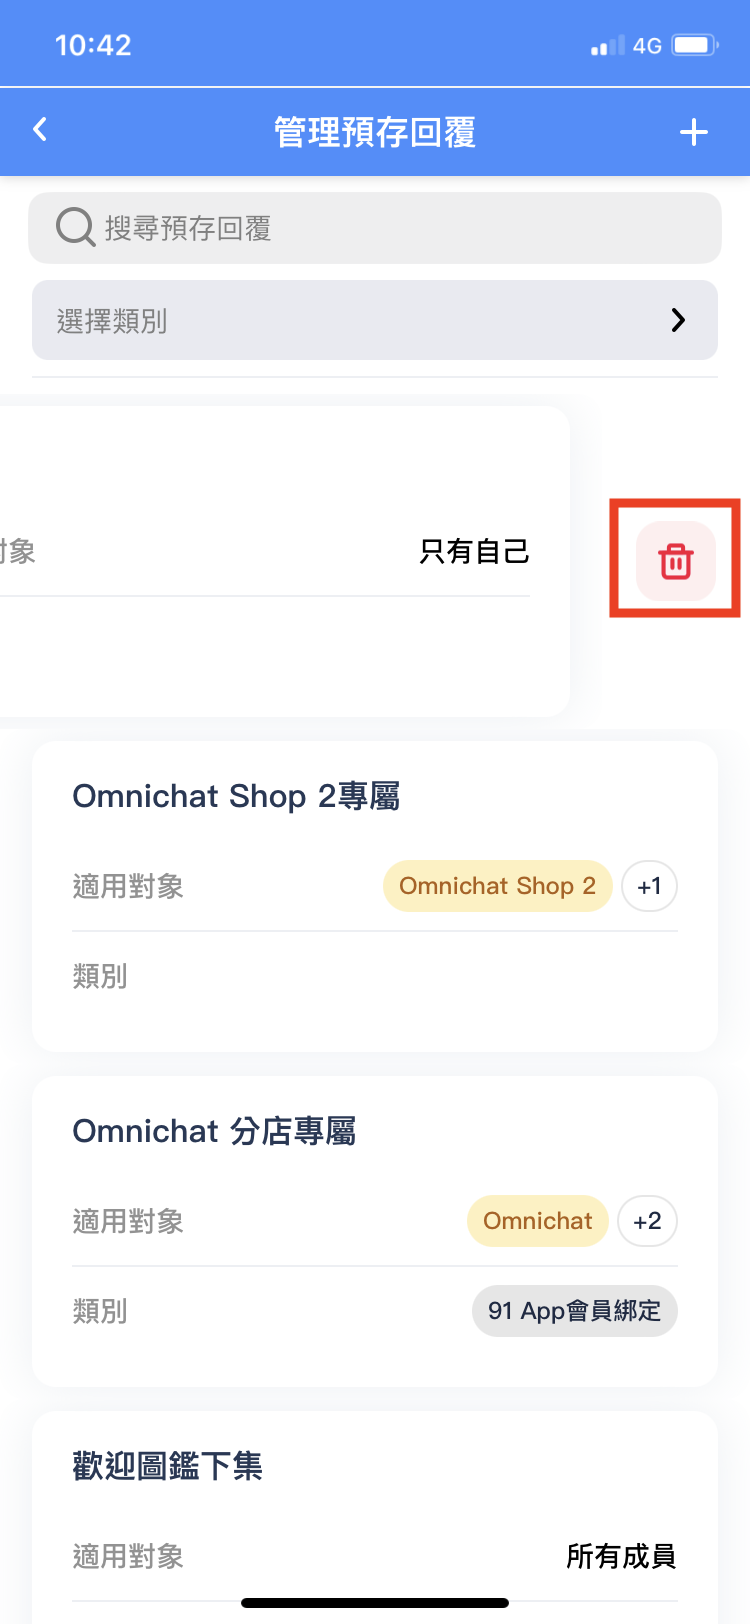 10:42
4G
管理預存回覆
搜尋預存回覆
選擇類別
對象 只有自己
Omnichat Shop 2專屬
適用對象 Omnichat Shop 2 +1
類別
Omnichat 分店專屬
適用對象 Omnichat +2
類別 91 App會員綁定
歡迎圖鑑下集
適用對象 所有成員